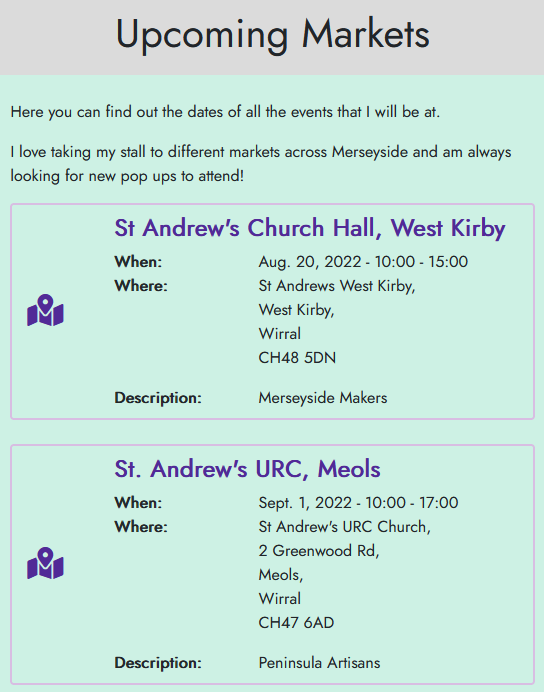 Upcoming Markets
Here you can find out the dates of all the events that I will be at.
I love taking my stall to different markets across Merseyside and am always
looking for new pop ups to attend!
St Andrew's Church Hall, West Kirby
When: Aug. 20, 2022 - 10:00 - 15:00
Where: St Andrews West Kirby,
West Kirby,
Wirral
CH48 5DN
Description: Merseyside Makers
St. Andrew's URC, Meols
When: Sept. 1, 2022 - 10:00 - 17:00
Where: St Andrew's URC Church,
2 Greenwood Rd,
Meols,
Wirral
CH47 6AD
Description: Peninsula Artisans